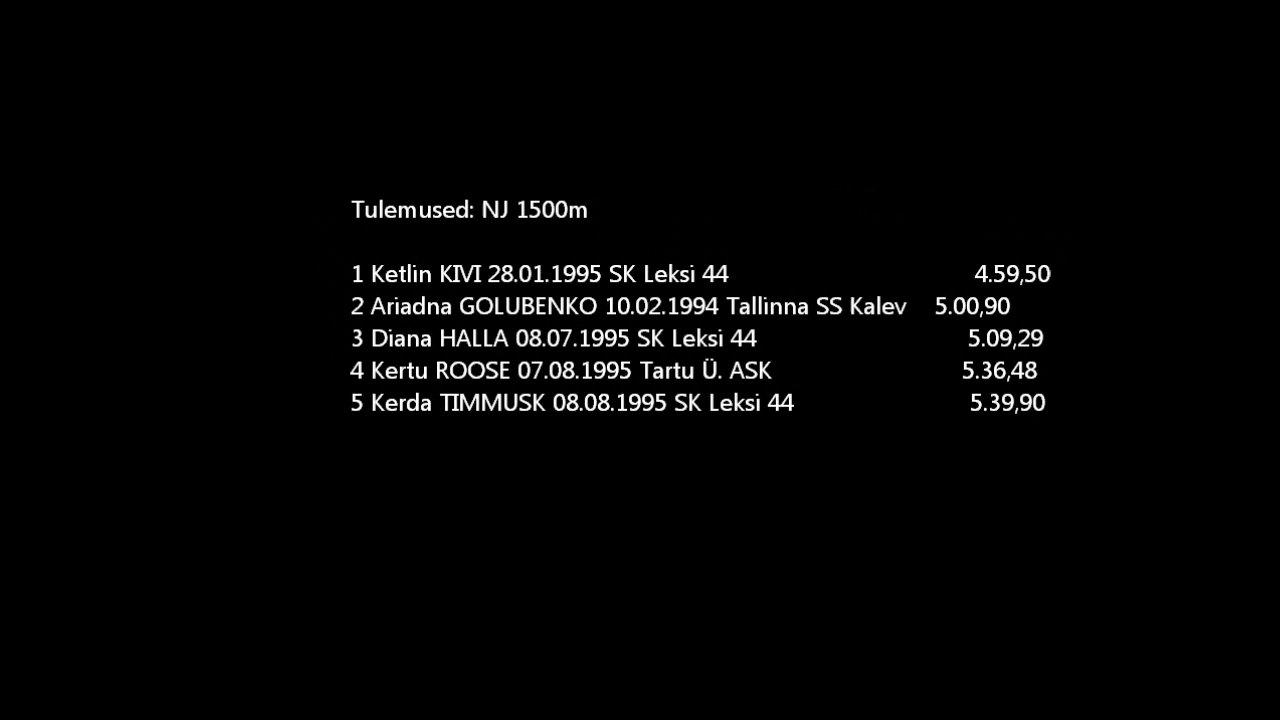 Tulemused: NJ 1500m
1 Ketlin KIVI 28.01.1995 SK Leksi 44 4.59,50
2 Ariadna GOLUBENKO 10.02.1994 Tallinna SS Kalev 5.00,90
3 Diana HALLA 08.07.1995 SK Leksi 44 5.09,29
4 Kertu ROOSE 07.08.1995 Tartu Ü. ASK 5.36,48
5 Kerda TIMMUSK 08.08.1995 SK Leksi 44 5.39,90